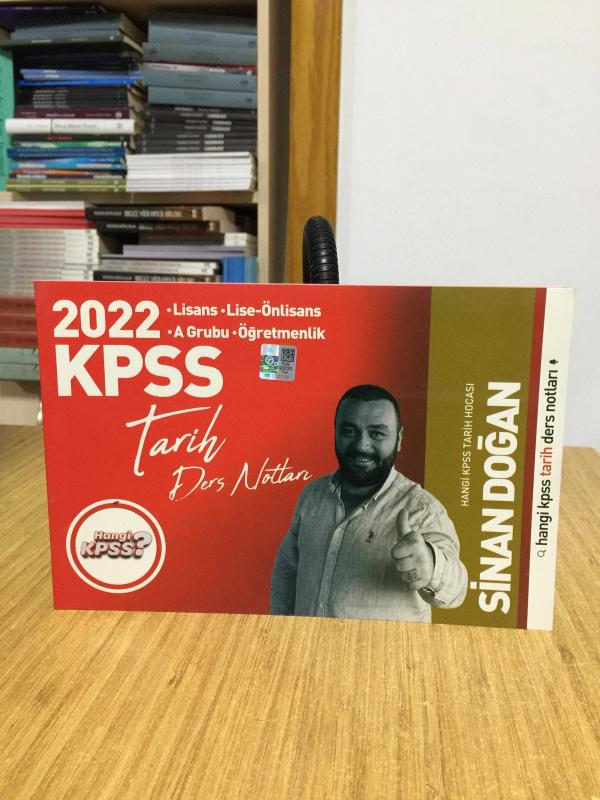 2022
•Lisans •Lise-Önlisans
•A Grubu •Öğretmenlik
KPSS
Tarih
Ders Notları
Hangi
KPSS?
HANGİ KPSS TARİH HOCASI
SİNAN DOĞAN
hangi kpss tarih ders notları